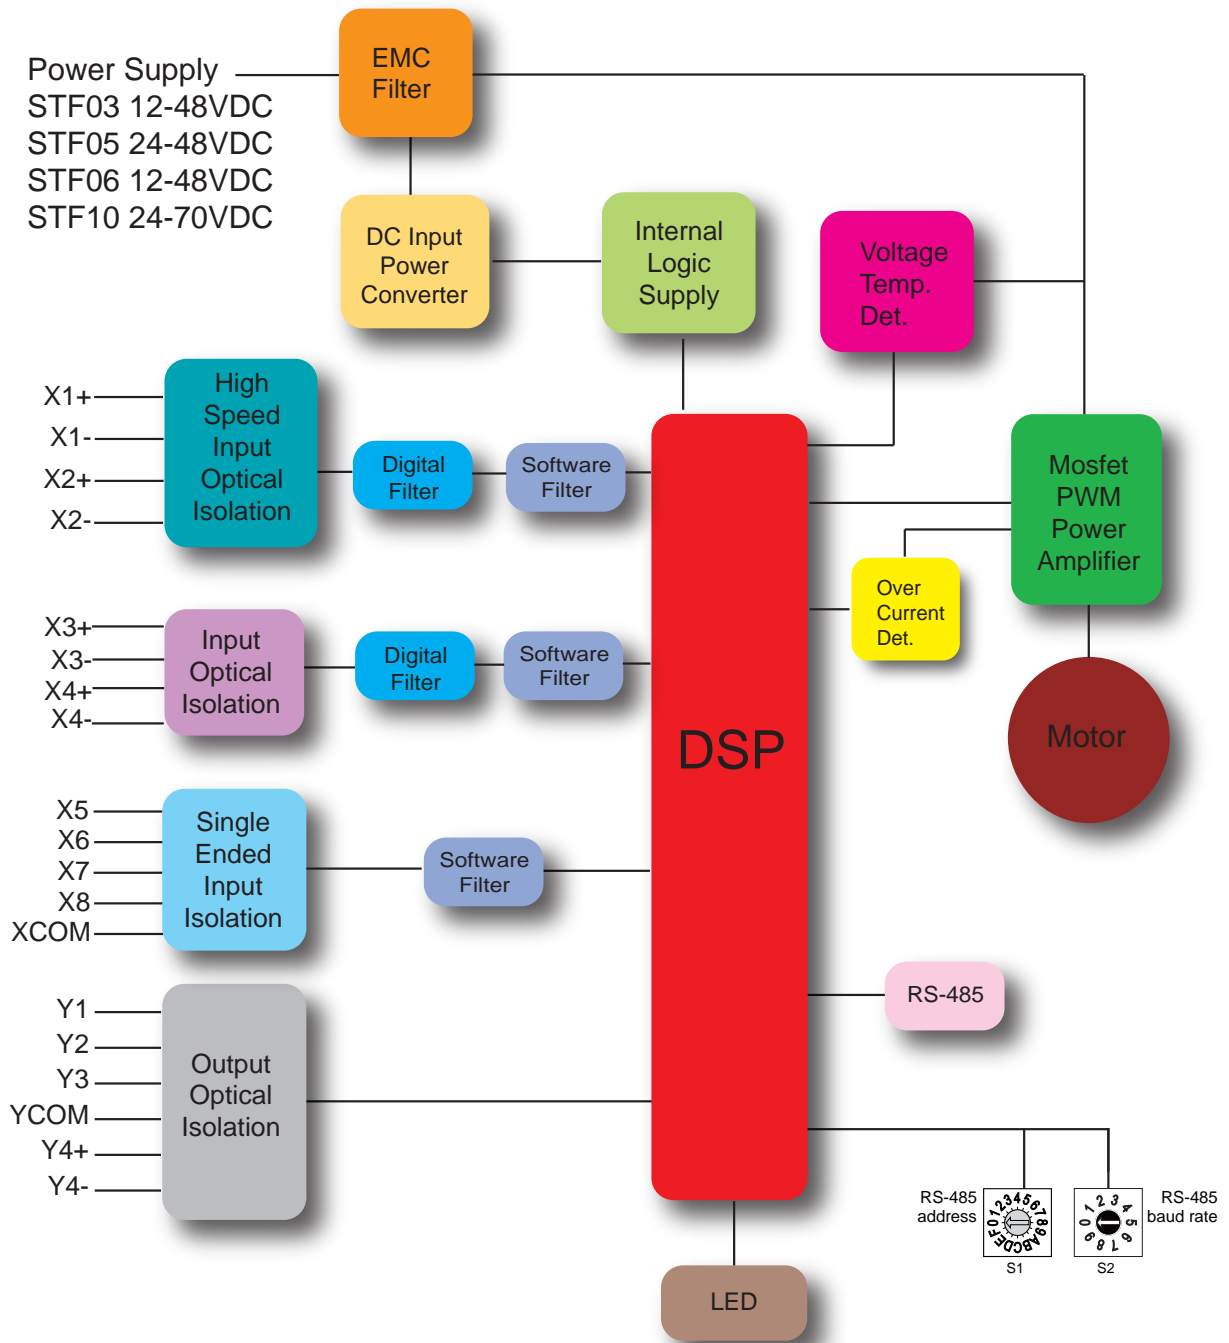 Power Supply
STF03 12-48VDC
STF05 24-48VDC
STF06 12-48VDC
STF10 24-70VDC
EMC
Filter
DC Input
Power
Converter
Internal
Logic
Supply
Voltage
Temp.
Det.
X1+
X1-
X2+
X2-
High
Speed
Input
Optical
Isolation
Digital
Filter
Software
Filter
Mosfet
PWM
Power
Amplifier
Over
Current
Det.
X3+
X3-
X4+
X4-
Input
Optical
Isolation
Digital
Filter
Software
Filter
DSP
Motor
X5
X6
X7
X8
XCOM
Single
Ended
Input
Isolation
Software
Filter
RS-485
Y1
Y2
Y3
YCOM
Y4+
Y4-
Output
Optical
Isolation
RS-485
address
0123456789ABCDEF
S1
0123456789
S2
RS-485
baud rate
LED